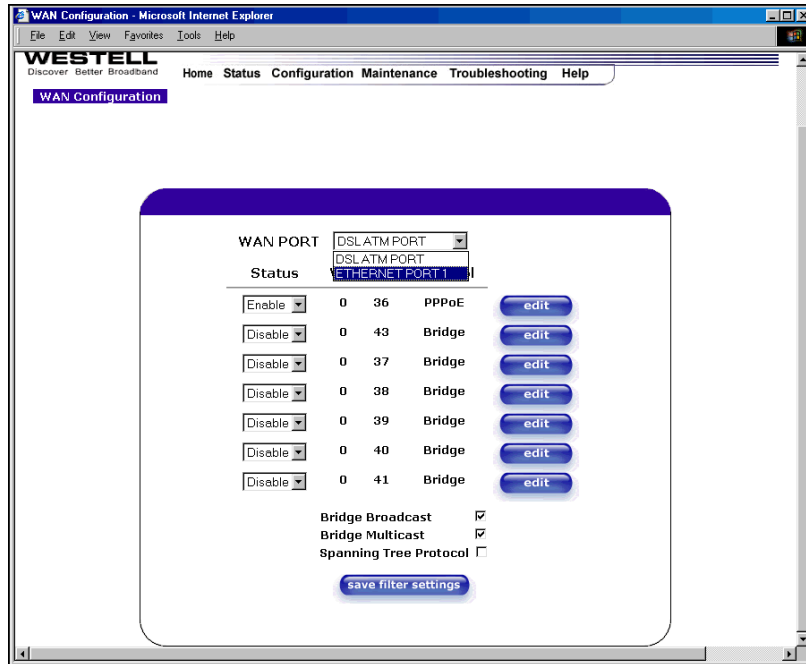 WAN Configuration - Microsoft Internet Explorer
File Edit View Favorites Tools Help
WESTELL
Discover Better Broadband
Home Status Configuration Maintenance Troubleshooting Help
WAN Configuration
WAN PORT DSL ATM PORT
DSL ATM PORT
Status ETHERNET PORT 1
Enable 0 36 PPPoE edit
Disable 0 43 Bridge edit
Disable 0 37 Bridge edit
Disable 0 38 Bridge edit
Disable 0 39 Bridge edit
Disable 0 40 Bridge edit
Disable 0 41 Bridge edit
Bridge Broadcast
Bridge Multicast
Spanning Tree Protocol
save filter settings